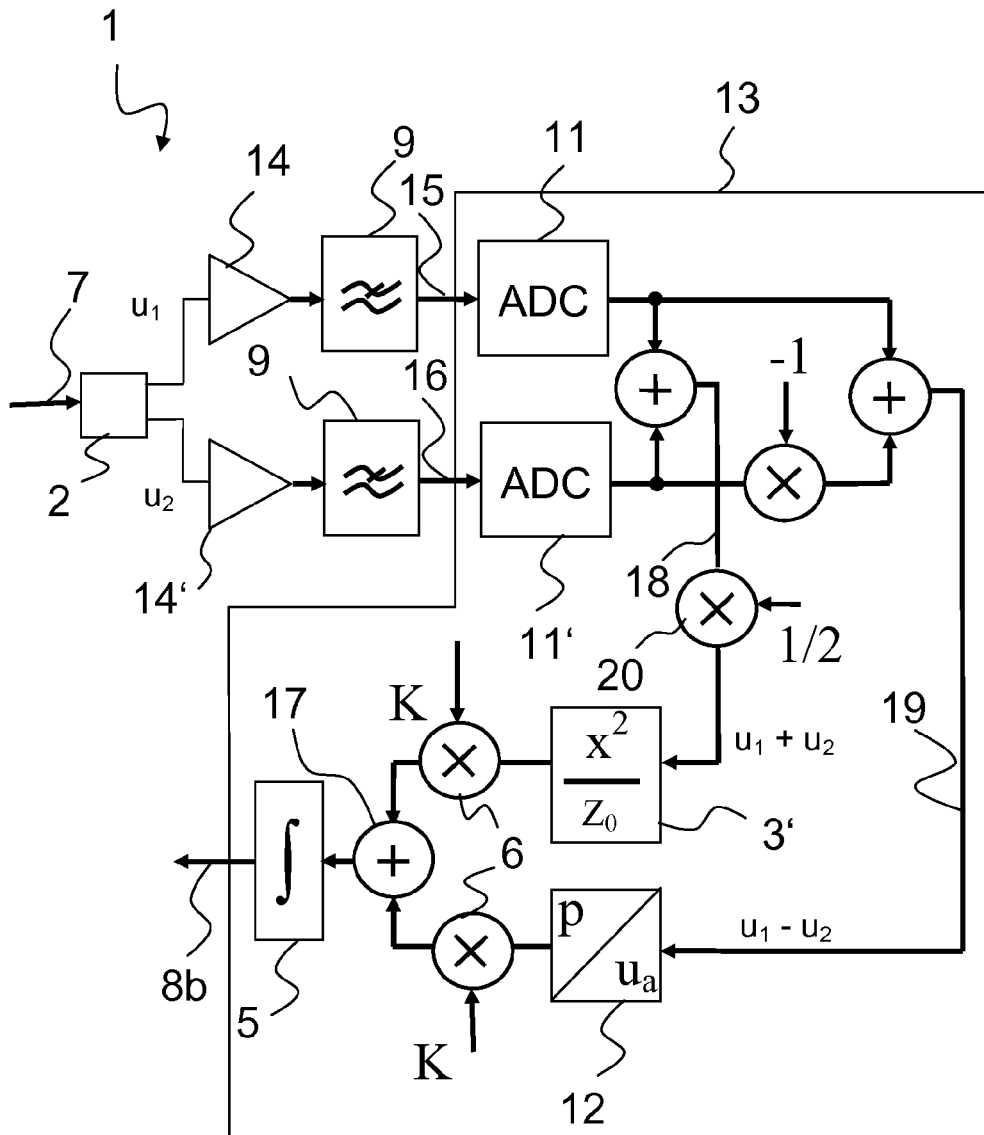 1
13
14
9
11
15
7
u₁
ADC
-1
9
16
+
+
2
u₂
ADC
×
14‘
18
×
11‘
20
1/2
17
K
×
x²
Z₀
u₁ + u₂
19
3‘
∫
+
6
8b
5
×
p
uₐ
u₁ - u₂
K
12